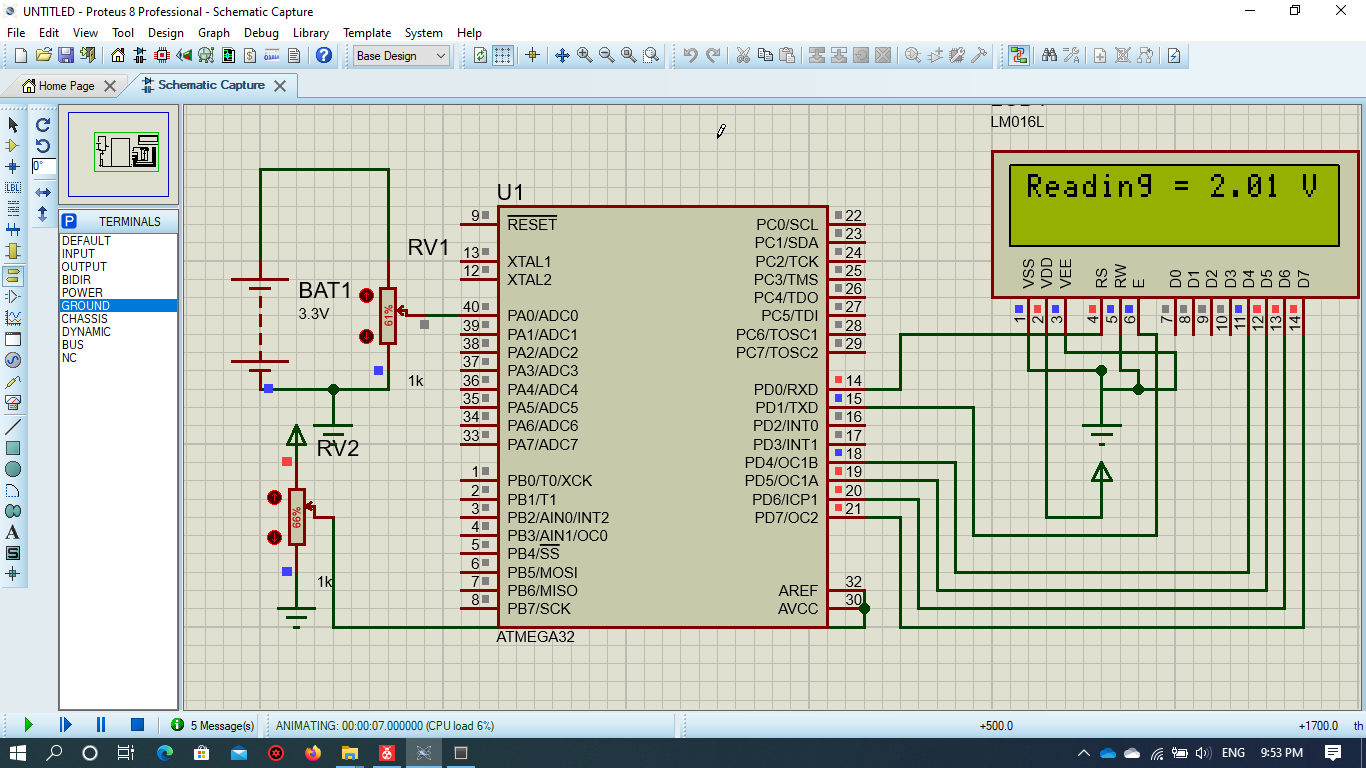 UNTITLED - Proteus 8 Professional - Schematic Capture
File Edit View Tool Design Graph Debug Library Template System Help
Base Design
Home Page
Schematic Capture
0°
LBL
TERMINALS
DEFAULT
INPUT
OUTPUT
BIDIR
POWER
GROUND
CHASSIS
DYNAMIC
BUS
NC
LM016L
Reading = 2.01 V
VSS VDD VEE RS RW E D0 D1 D2 D3 D4 D5 D6 D7
1 2 3 4 5 6 7 8 9 10 11 12 13 14
U1
RV1
BAT1
3.3V
61%
1k
RV2
66%
1k
9 RESET
13 XTAL1
12 XTAL2
40 PA0/ADC0
39 PA1/ADC1
38 PA2/ADC2
37 PA3/ADC3
36 PA4/ADC4
35 PA5/ADC5
34 PA6/ADC6
33 PA7/ADC7
1 PB0/T0/XCK
2 PB1/T1
3 PB2/AIN0/INT2
4 PB3/AIN1/OC0
5 PB4/SS
6 PB5/MOSI
7 PB6/MISO
8 PB7/SCK
PC0/SCL 22
PC1/SDA 23
PC2/TCK 24
PC3/TMS 25
PC4/TDO 26
PC5/TDI 27
PC6/TOSC1 28
PC7/TOSC2 29
PD0/RXD 14
PD1/TXD 15
PD2/INT0 16
PD3/INT1 17
PD4/OC1B 18
PD5/OC1A 19
PD6/ICP1 20
PD7/OC2 21
AREF 32
AVCC 30
ATMEGA32
5 Message(s)
ANIMATING: 00:00:07.000000 (CPU load 6%)
+500.0
+1700.0
th
ENG
9:53 PM